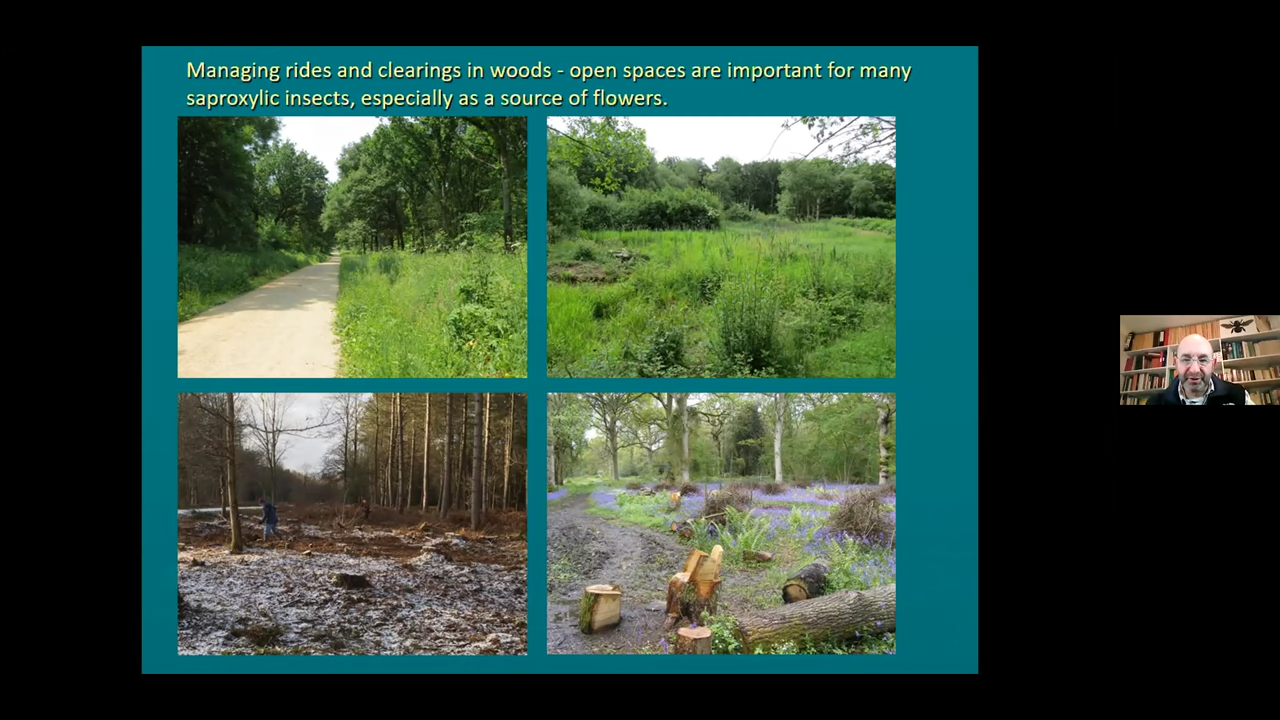 Managing rides and clearings in woods - open spaces are important for many
saproxylic insects, especially as a source of flowers.